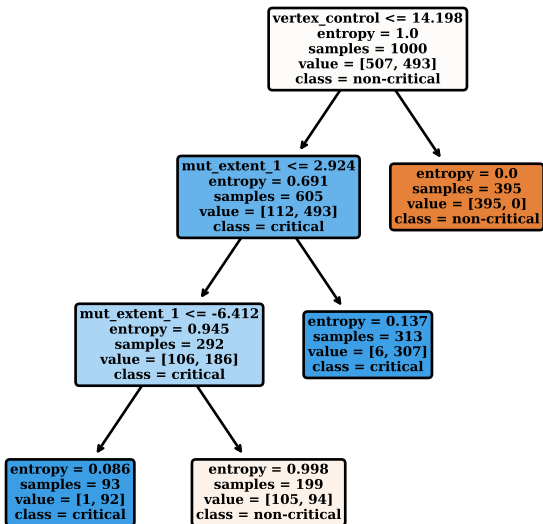 vertex_control <= 14.198
entropy = 1.0
samples = 1000
value = [507, 493]
class = non-critical
mut_extent_1 <= 2.924
entropy = 0.691
samples = 605
value = [112, 493]
class = critical
entropy = 0.0
samples = 395
value = [395, 0]
class = non-critical
mut_extent_1 <= -6.412
entropy = 0.945
samples = 292
value = [106, 186]
class = critical
entropy = 0.137
samples = 313
value = [6, 307]
class = critical
entropy = 0.086
samples = 93
value = [1, 92]
class = critical
entropy = 0.998
samples = 199
value = [105, 94]
class = non-critical